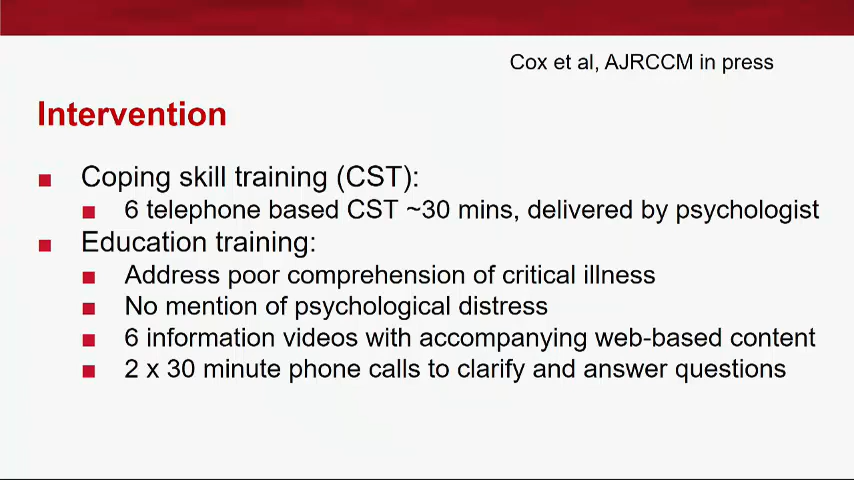 Cox et al, AJRCCM in press
Intervention
Coping skill training (CST):
6 telephone based CST ~30 mins, delivered by psychologist
Education training:
Address poor comprehension of critical illness
No mention of psychological distress
6 information videos with accompanying web-based content
2 x 30 minute phone calls to clarify and answer questions